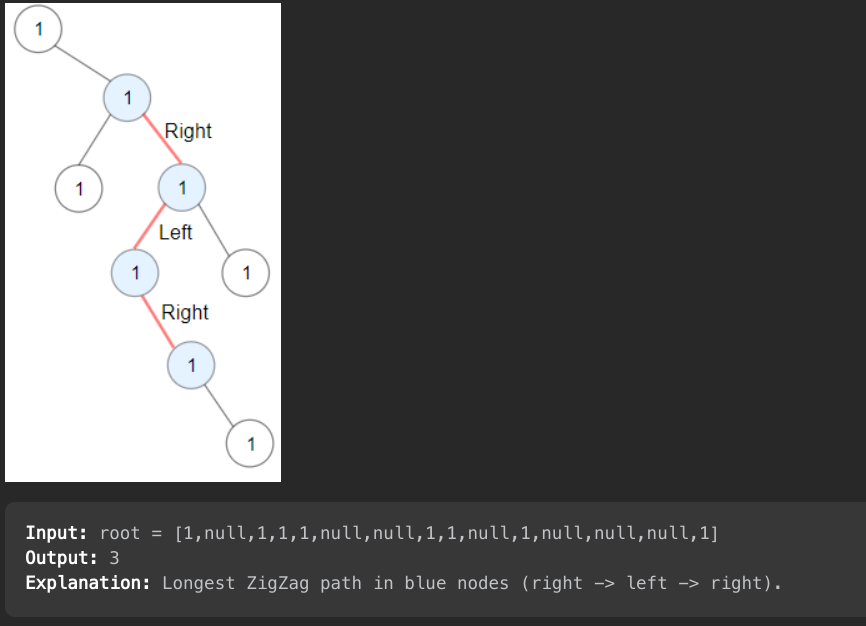 1
1
Right
1
1
Left
1
1
Right
1
1
Input: root = [1,null,1,1,1,null,null,1,1,null,1,null,null,null,1]
Output: 3
Explanation: Longest ZigZag path in blue nodes (right -> left -> right).